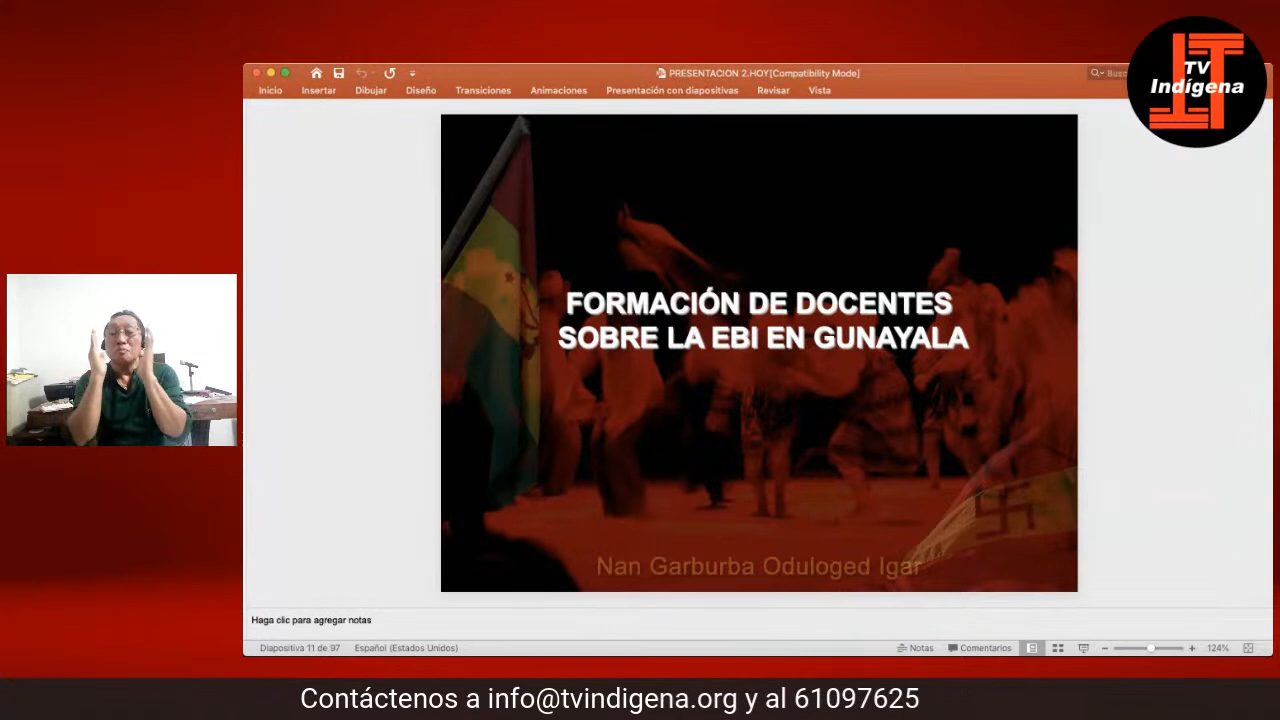 PRESENTACION 2.HOY[Compatibility Mode]
Inicio Insertar Dibujar Diseño Transiciones Animaciones Presentación con diapositivas Revisar Vista
TV
Indígena
FORMACIÓN DE DOCENTES
SOBRE LA EBI EN GUNAYALA
Nan Garburba Oduloged Igar
Haga clic para agregar notas
Diapositiva 11 de 97 Español (Estados Unidos) Notas Comentarios 124%
Contáctenos a info@tvindigena.org y al 61097625